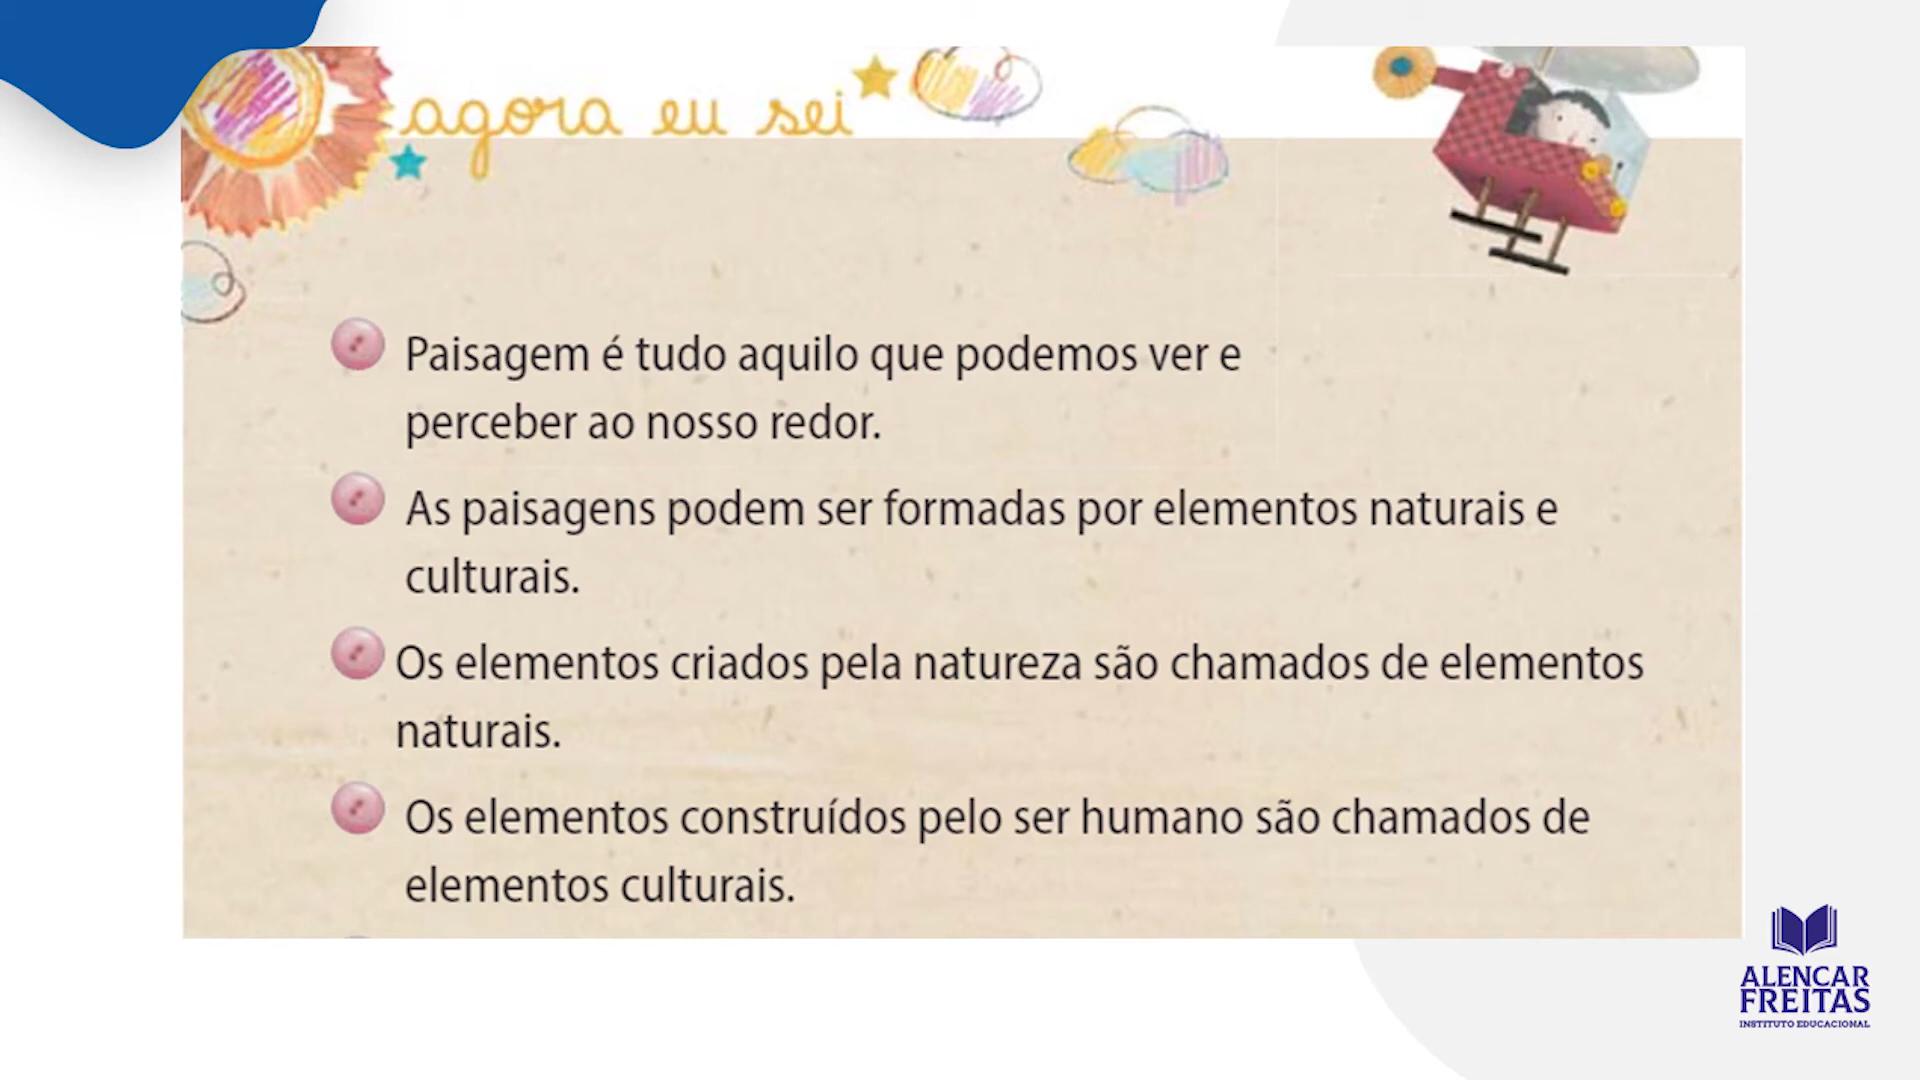 agora eu sei
Paisagem é tudo aquilo que podemos ver e
perceber ao nosso redor.
As paisagens podem ser formadas por elementos naturais e
culturais.
Os elementos criados pela natureza são chamados de elementos
naturais.
Os elementos construídos pelo ser humano são chamados de
elementos culturais.
ALENCAR
FREITAS
INSTITUTO EDUCACIONAL